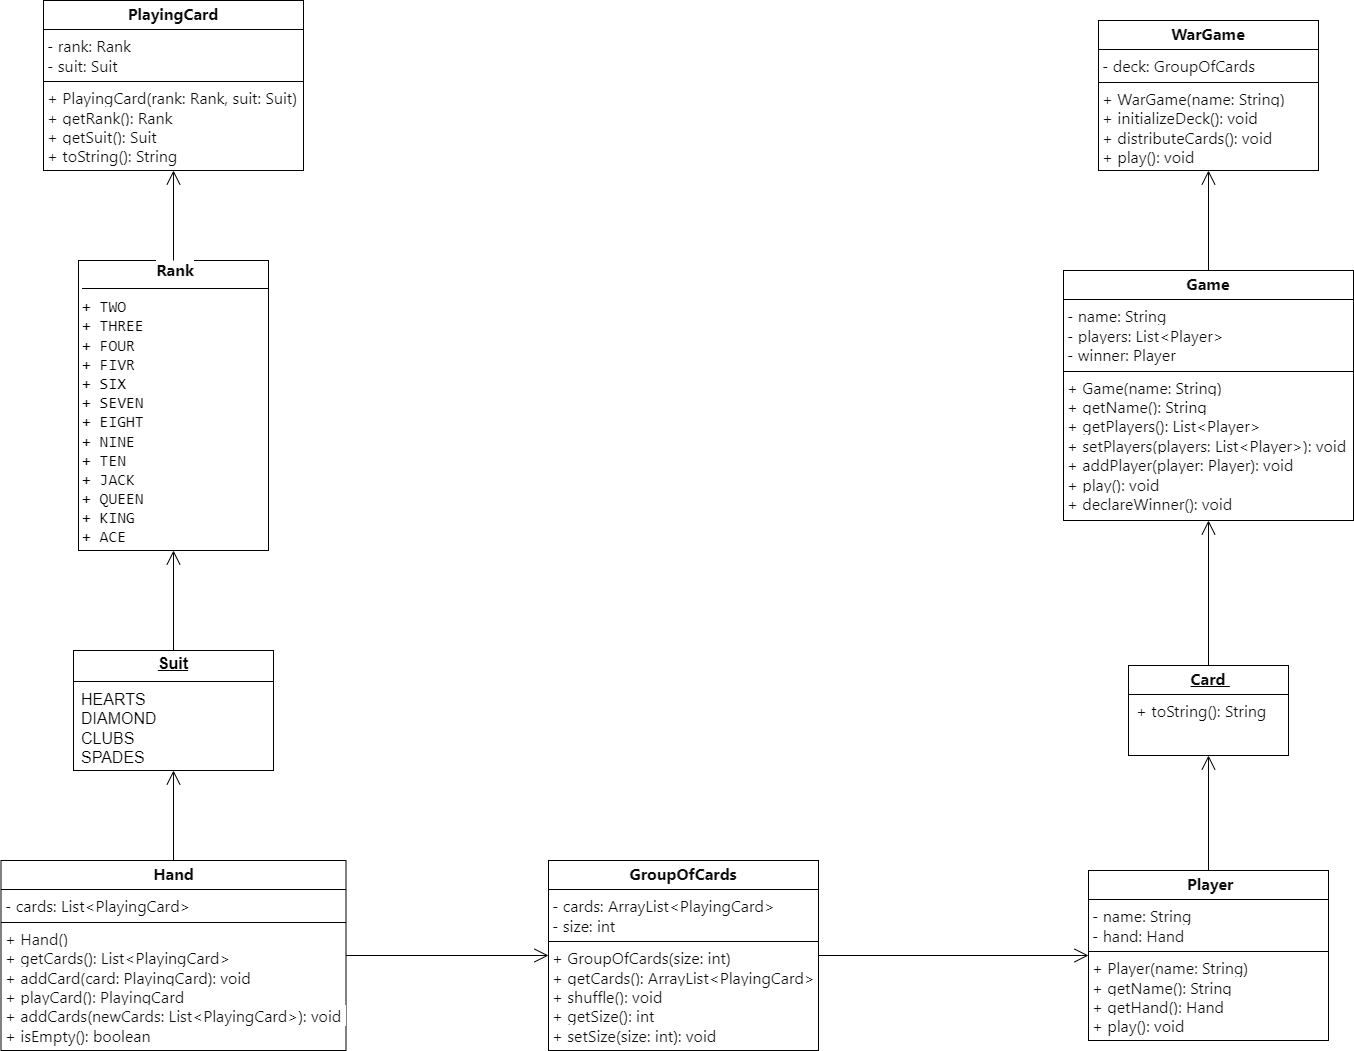 PlayingCard
- rank: Rank
- suit: Suit
+ PlayingCard(rank: Rank, suit: Suit)
+ getRank(): Rank
+ getSuit(): Suit
+ toString(): String
Rank
+ TWO
+ THREE
+ FOUR
+ FIVR
+ SIX
+ SEVEN
+ EIGHT
+ NINE
+ TEN
+ JACK
+ QUEEN
+ KING
+ ACE
Suit
HEARTS
DIAMOND
CLUBS
SPADES
Hand
- cards: List<PlayingCard>
+ Hand()
+ getCards(): List<PlayingCard>
+ addCard(card: PlayingCard): void
+ playCard(): PlayingCard
+ addCards(newCards: List<PlayingCard>): void
+ isEmpty(): boolean
GroupOfCards
- cards: ArrayList<PlayingCard>
- size: int
+ GroupOfCards(size: int)
+ getCards(): ArrayList<PlayingCard>
+ shuffle(): void
+ getSize(): int
+ setSize(size: int): void
WarGame
- deck: GroupOfCards
+ WarGame(name: String)
+ initializeDeck(): void
+ distributeCards(): void
+ play(): void
Game
- name: String
- players: List<Player>
- winner: Player
+ Game(name: String)
+ getName(): String
+ getPlayers(): List<Player>
+ setPlayers(players: List<Player>): void
+ addPlayer(player: Player): void
+ play(): void
+ declareWinner(): void
Card
+ toString(): String
Player
- name: String
- hand: Hand
+ Player(name: String)
+ getName(): String
+ getHand(): Hand
+ play(): void